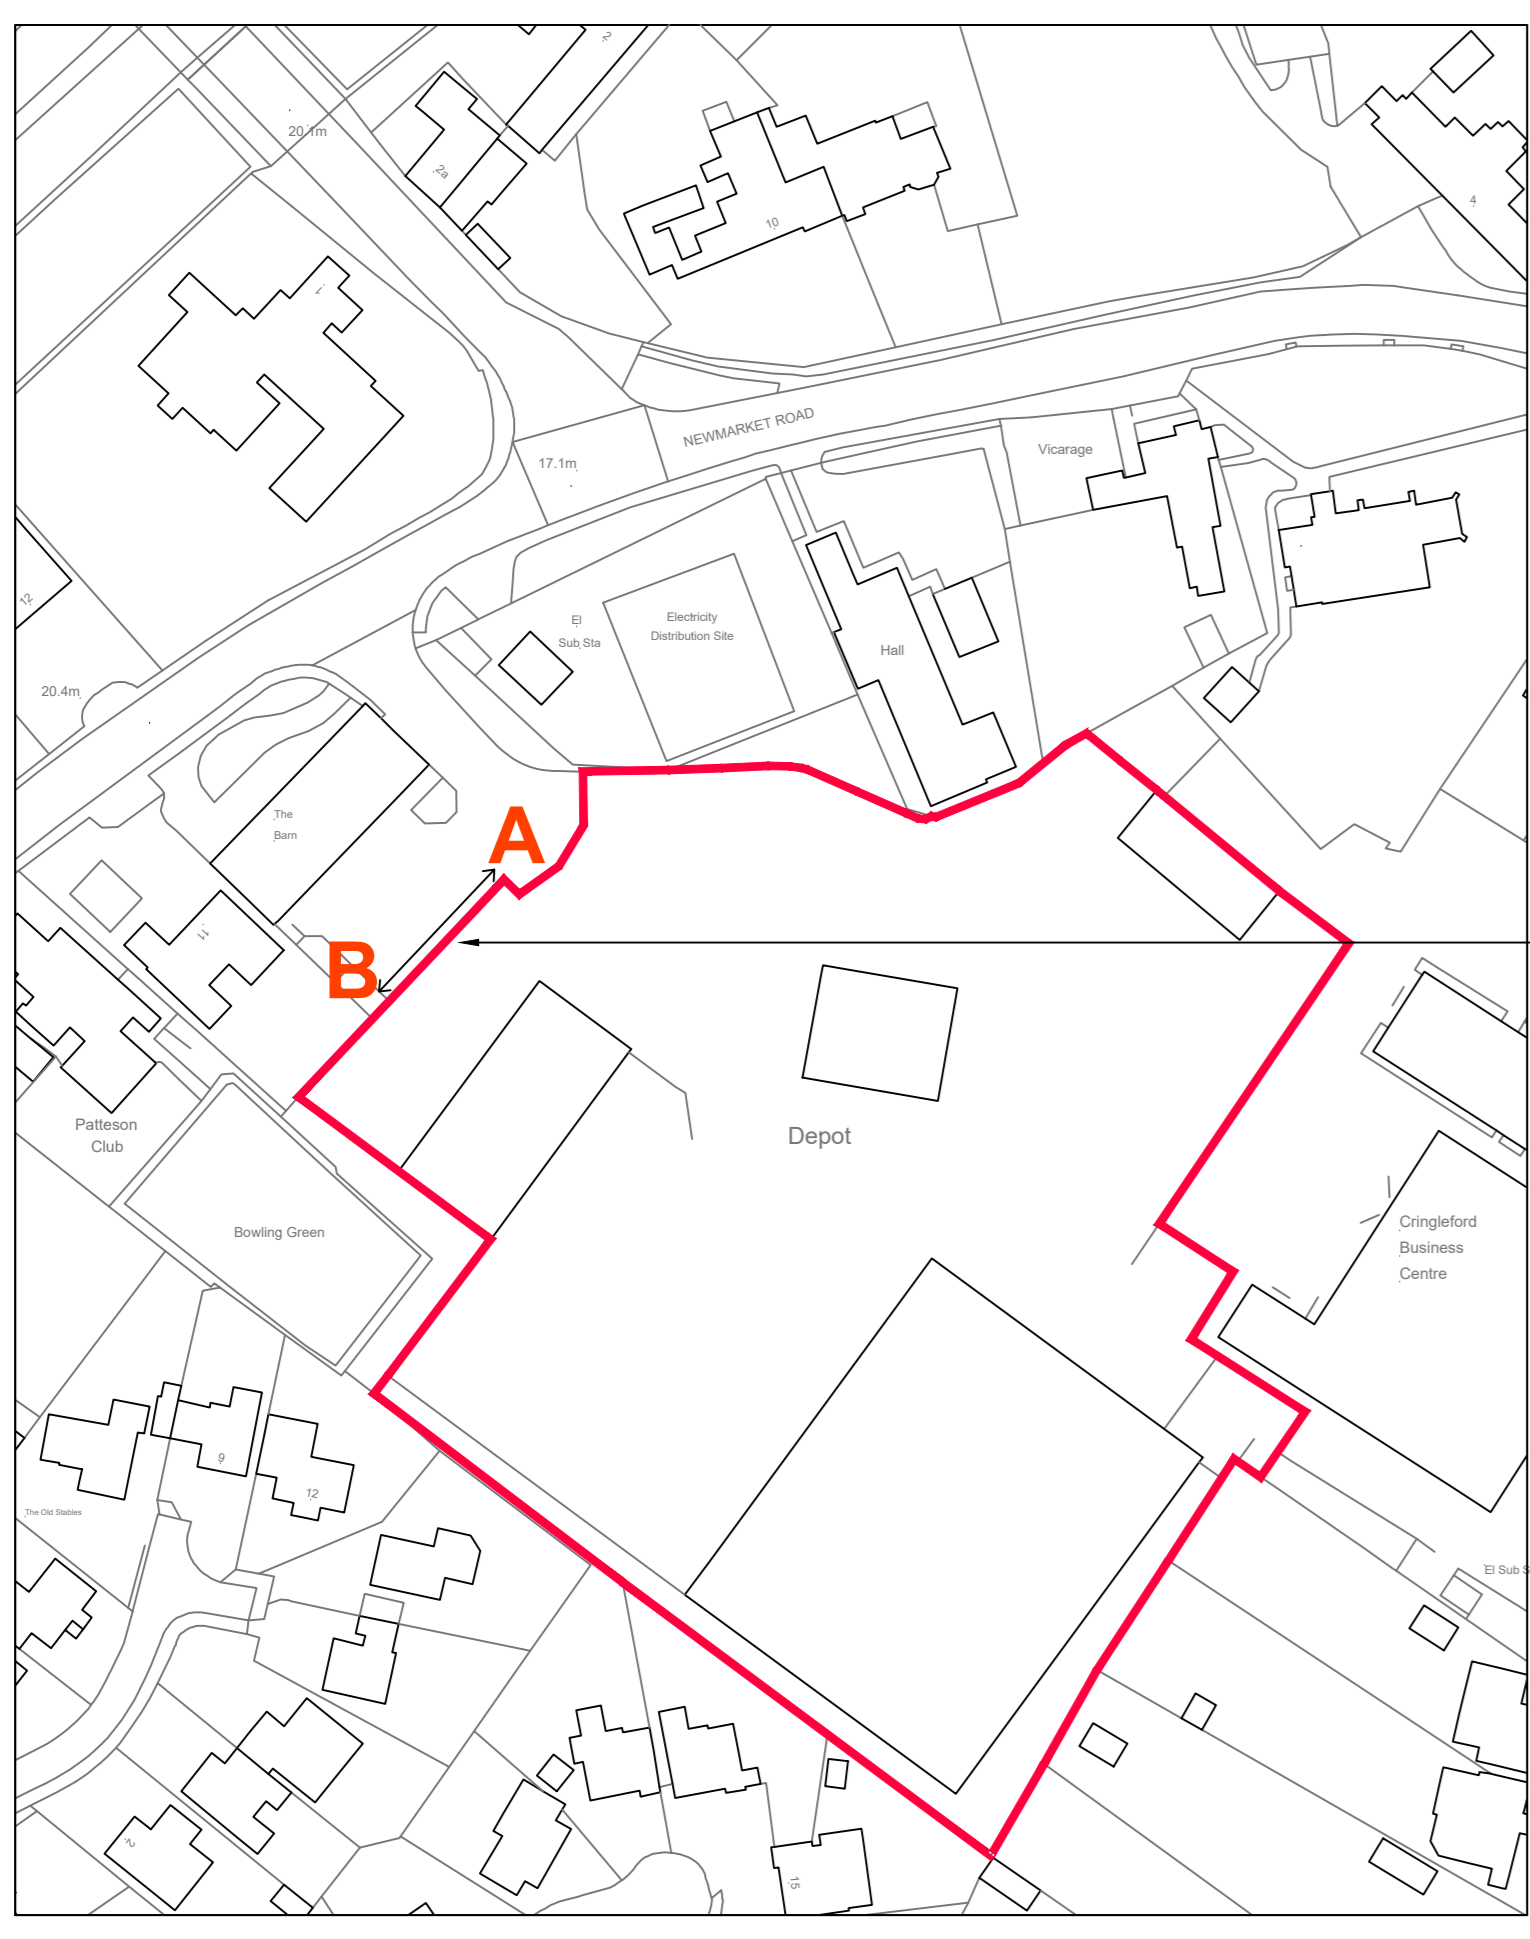 2
20.1m
2a
4
10
1
NEWMARKET ROAD
Vicarage
17.1m
12
El
Sub Sta
Electricity
Distribution Site
Hall
20.4m
The
Barn
A
11
B
Patteson
Club
Depot
Bowling Green
Cringleford
Business
Centre
9
12
The Old Stables
El Sub S
2
15